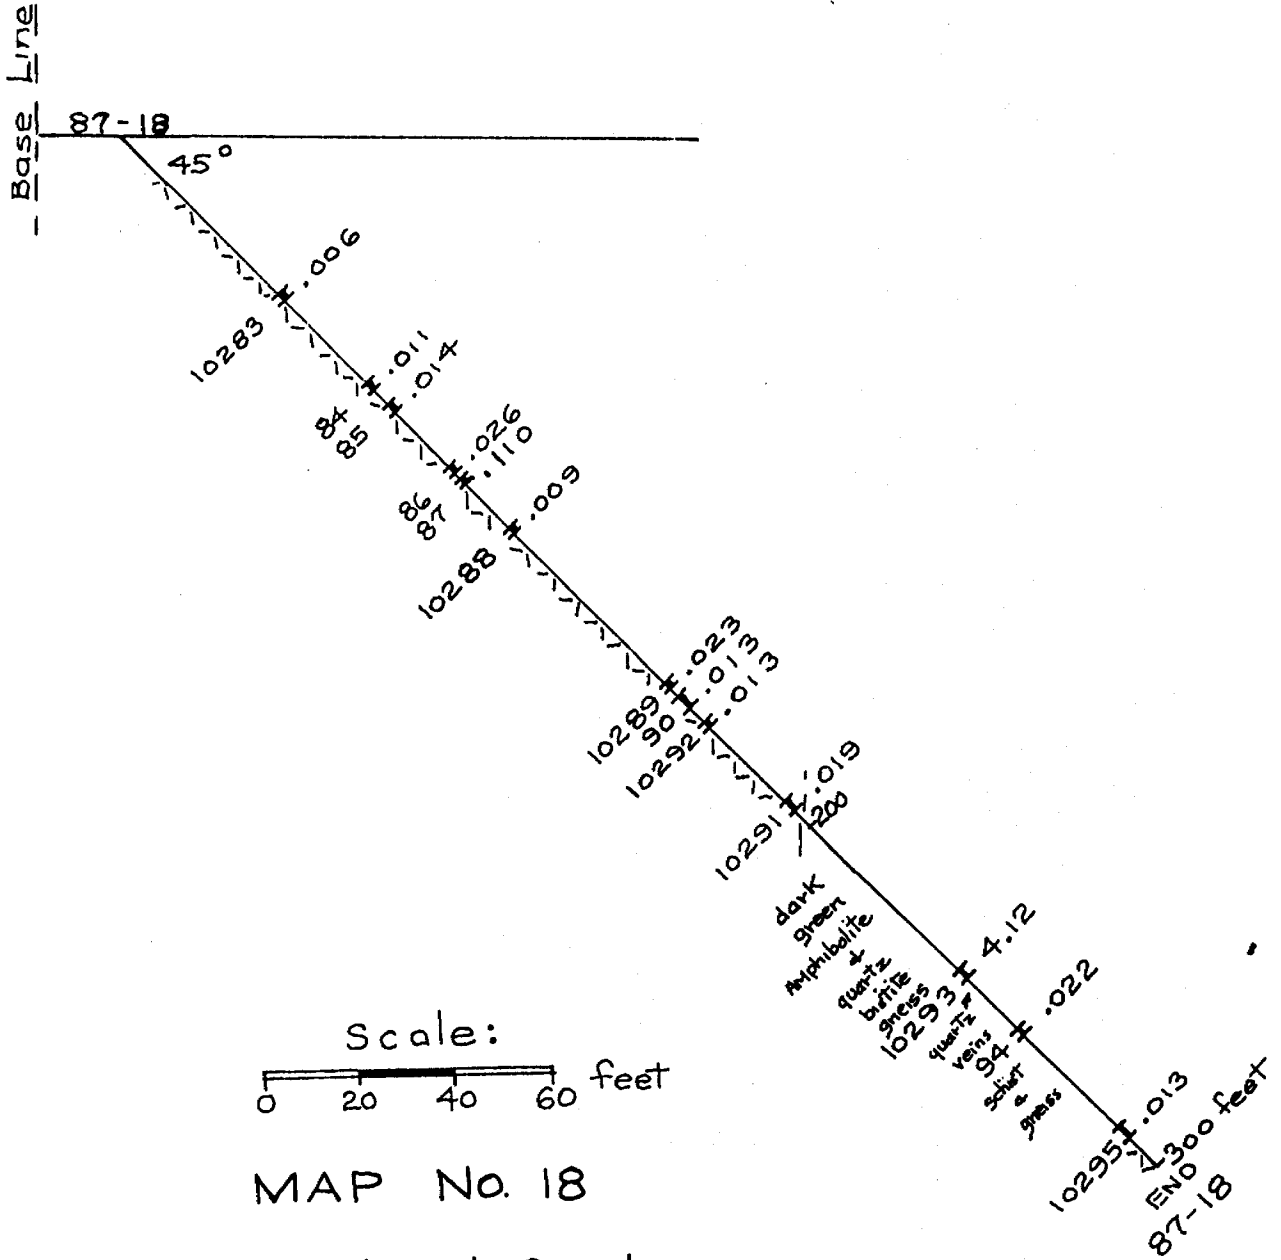 Base Line
87-18
45°
.006
10283
.011
.014
84
85
.026
.110
86
87
.009
10288
.023
.013
.013
10289
90
10292
.019
200
10291
dark
green
Amphibolite
&
quartz
biotite
gneiss
4.12
10293
quartz
veins
.022
94
schist
&
gneiss
.013
10295
300 feet
END
87-18
Scale:
0 20 40 60 feet
MAP No. 18